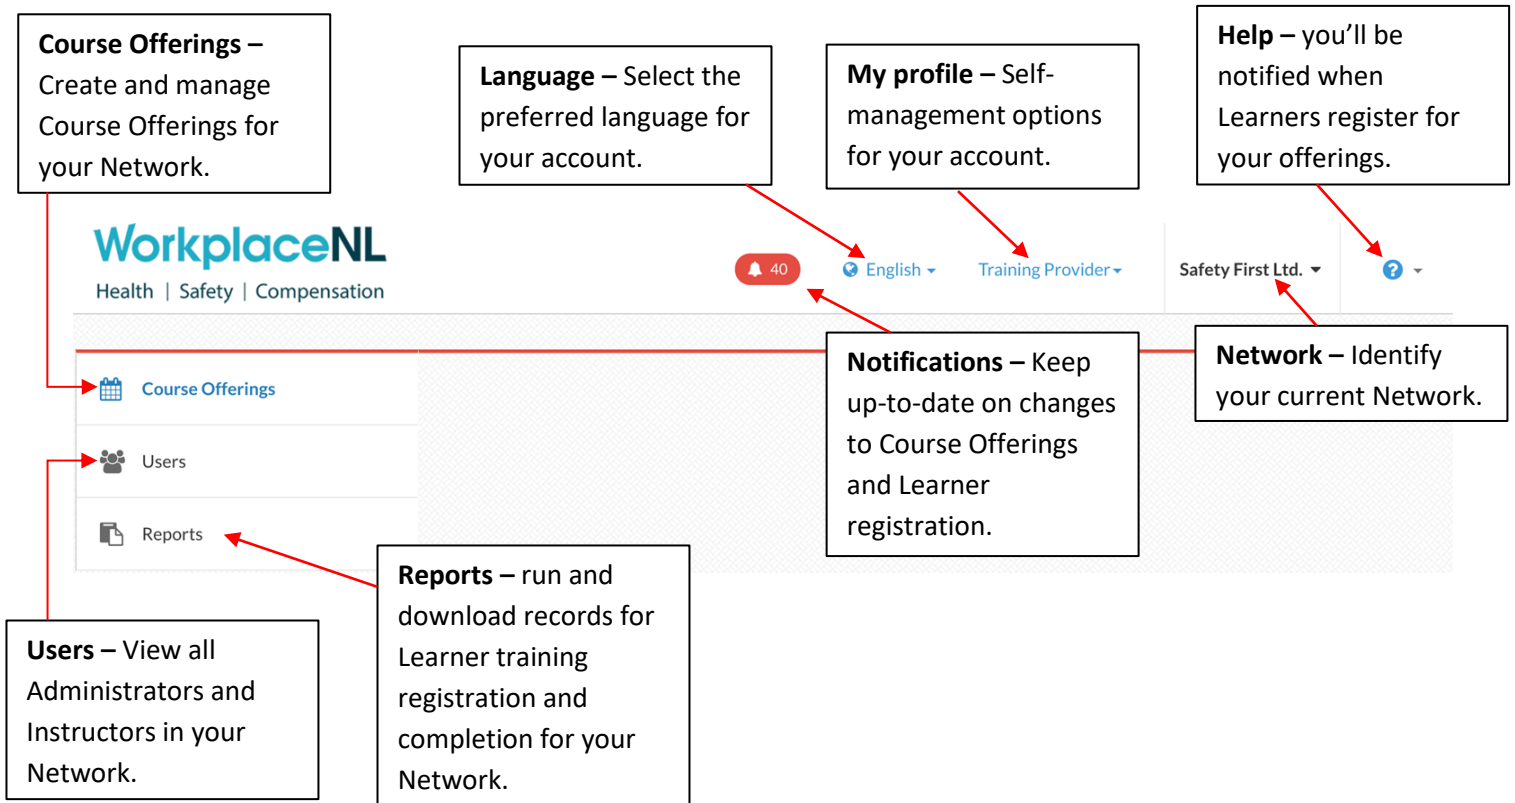 Course Offerings –
Create and manage
Course Offerings for
your Network.
Language – Select the
preferred language for
your account.
My profile – Self-
management options
for your account.
Help – you’ll be
notified when
Learners register for
your offerings.
WorkplaceNL
Health | Safety | Compensation
40
English
Training Provider
Safety First Ltd.
?
Course Offerings
Users
Reports
Notifications – Keep
up-to-date on changes
to Course Offerings
and Learner
registration.
Network – Identify
your current Network.
Users – View all
Administrators and
Instructors in your
Network.
Reports – run and
download records for
Learner training
registration and
completion for your
Network.